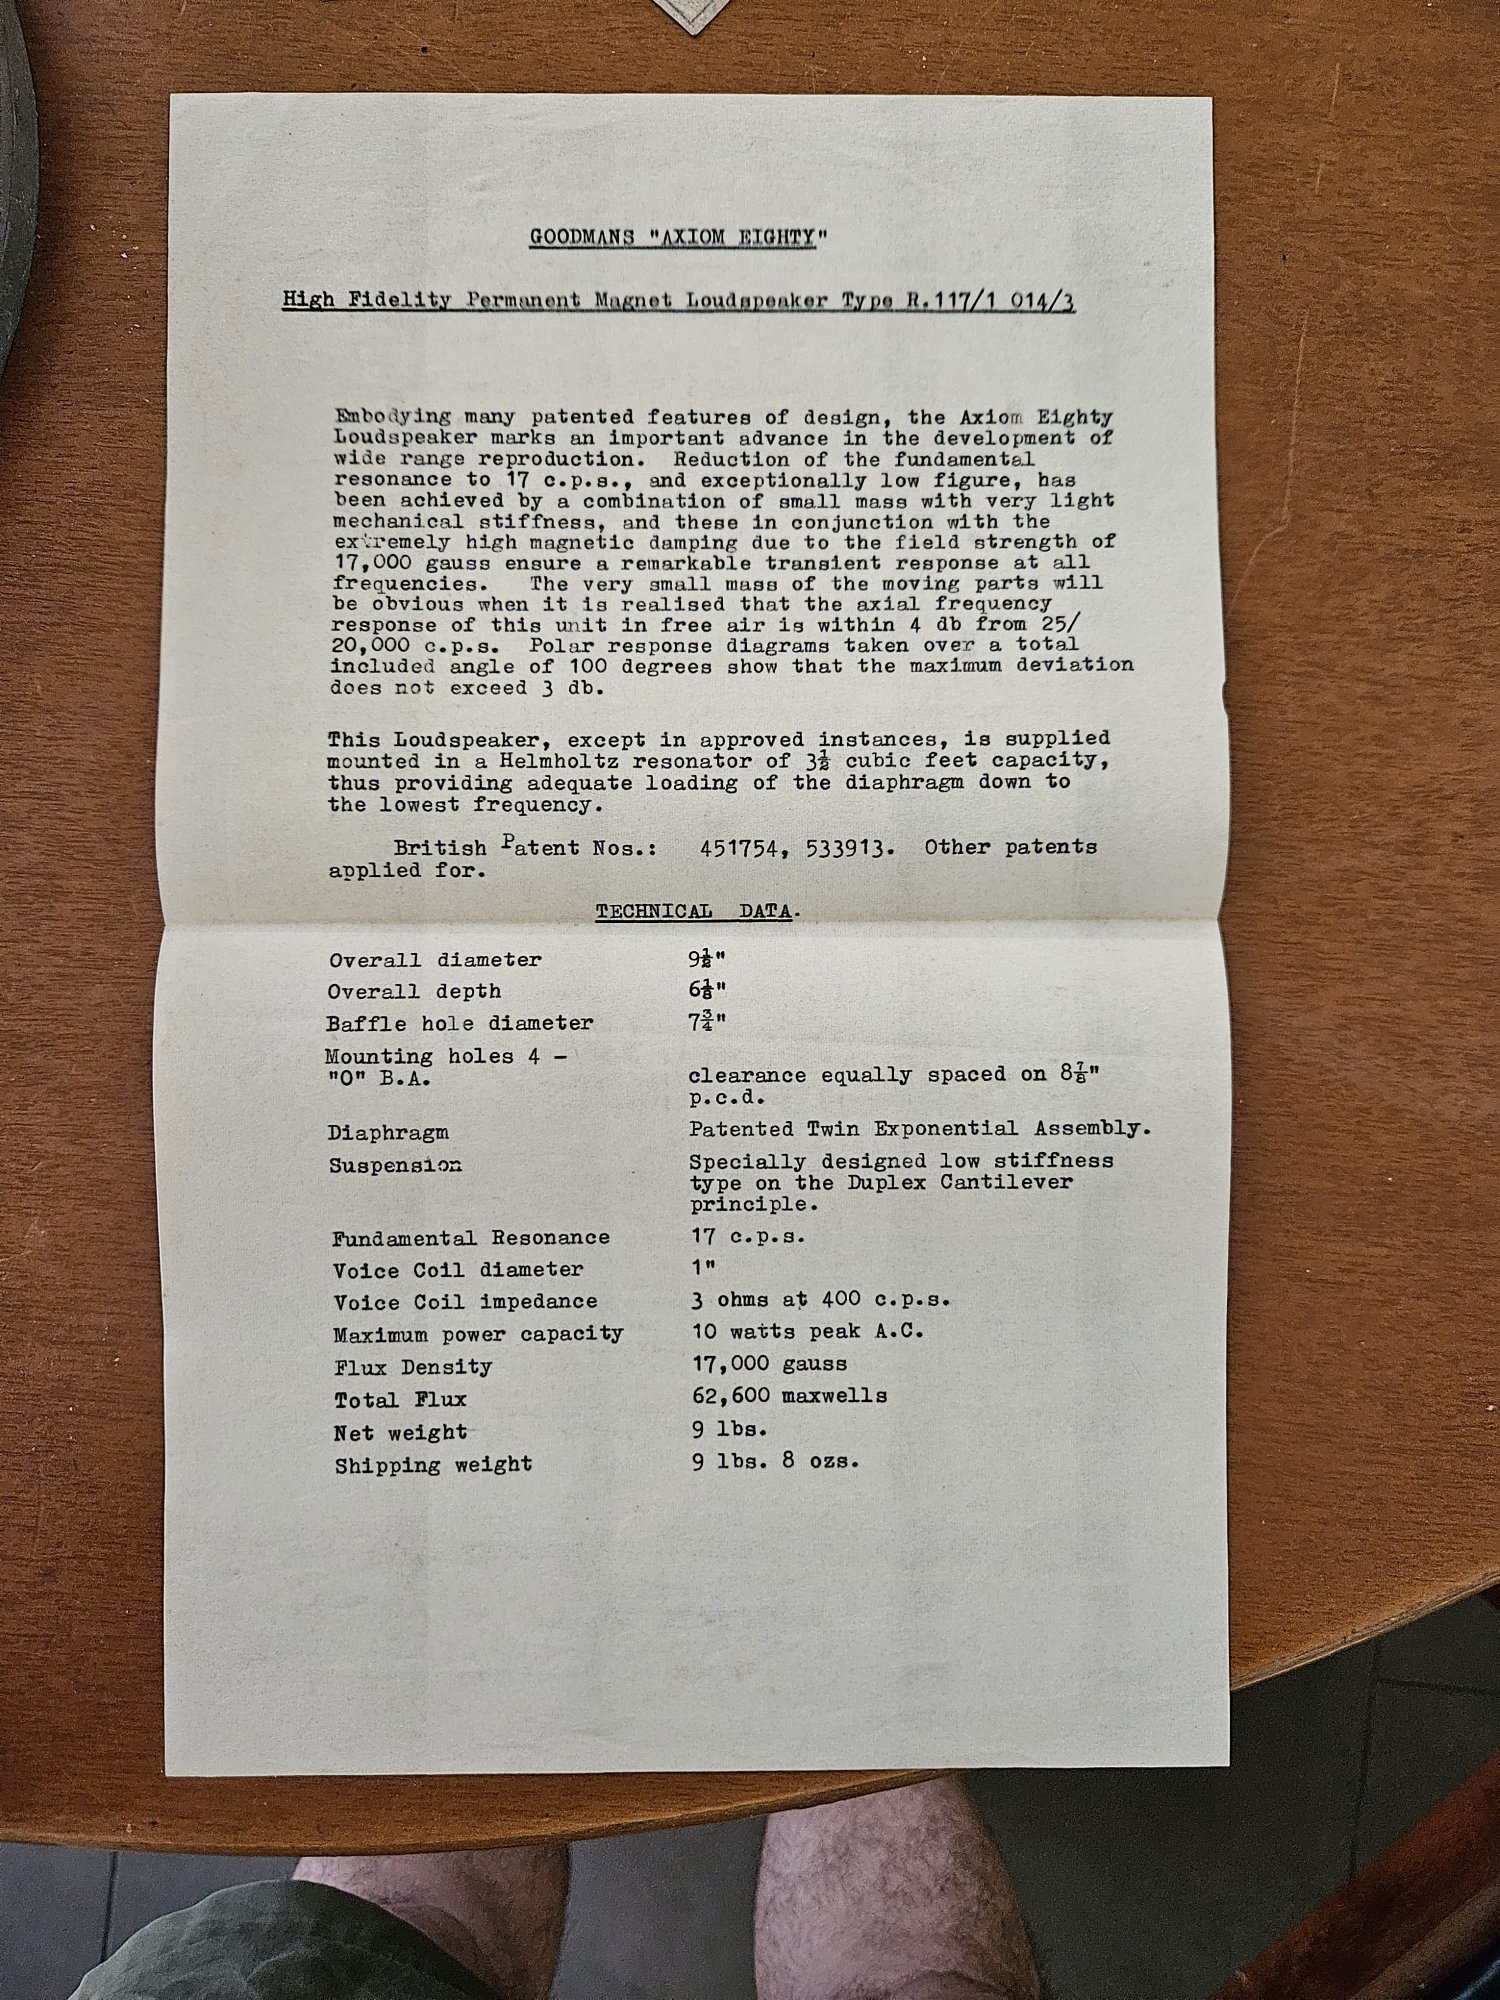 GOODMANS "AXIOM EIGHTY"
High Fidelity Permanent Magnet Loudspeaker Type R.117/1 014/3
Embodying many patented features of design, the Axiom Eighty
Loudspeaker marks an important advance in the development of
wide range reproduction. Reduction of the fundamental
resonance to 17 c.p.s., and exceptionally low figure, has
been achieved by a combination of small mass with very light
mechanical stiffness, and these in conjunction with the
extremely high magnetic damping due to the field strength of
17,000 gauss ensure a remarkable transient response at all
frequencies. The very small mass of the moving parts will
be obvious when it is realised that the axial frequency
response of this unit in free air is within 4 db from 25/
20,000 c.p.s. Polar response diagrams taken over a total
included angle of 100 degrees show that the maximum deviation
does not exceed 3 db.
This Loudspeaker, except in approved instances, is supplied
mounted in a Helmholtz resonator of 3½ cubic feet capacity,
thus providing adequate loading of the diaphragm down to
the lowest frequency.
British Patent Nos.: 451754, 533913. Other patents
applied for.
TECHNICAL DATA.
Overall diameter 9½"
Overall depth 6⅛"
Baffle hole diameter 7¾"
Mounting holes 4 -
"O" B.A. clearance equally spaced on 8⅞"
p.c.d.
Diaphragm Patented Twin Exponential Assembly.
Suspension Specially designed low stiffness
type on the Duplex Cantilever
principle.
Fundamental Resonance 17 c.p.s.
Voice Coil diameter 1"
Voice Coil impedance 3 ohms at 400 c.p.s.
Maximum power capacity 10 watts peak A.C.
Flux Density 17,000 gauss
Total Flux 62,600 maxwells
Net weight 9 lbs.
Shipping weight 9 lbs. 8 ozs.